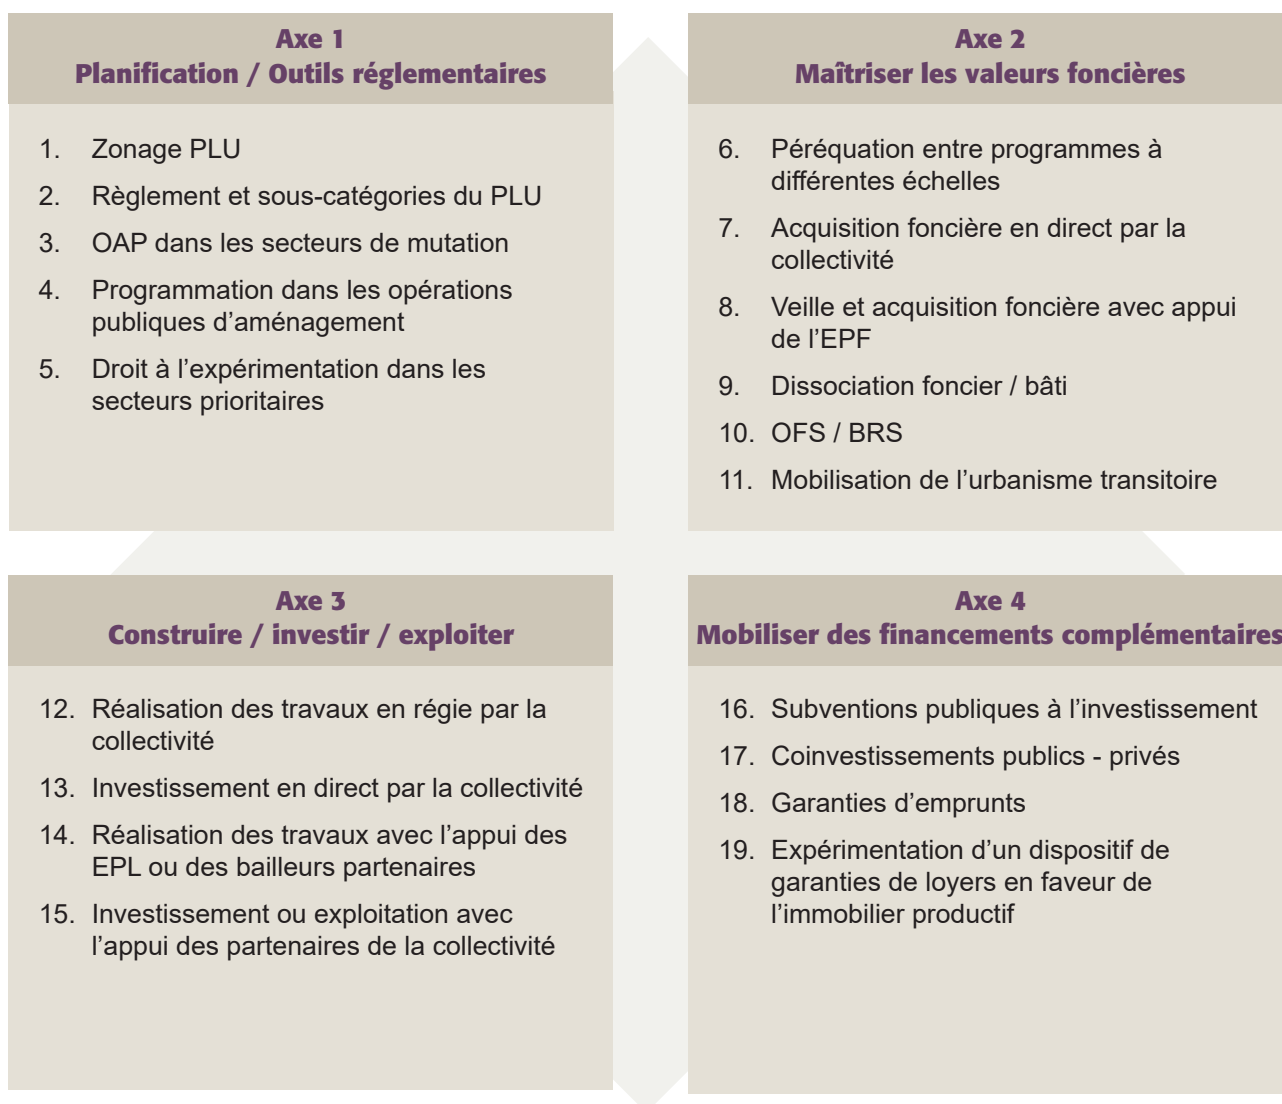 Axe 1
Planification / Outils réglementaires
1. Zonage PLU
2. Règlement et sous-catégories du PLU
3. OAP dans les secteurs de mutation
4. Programmation dans les opérations
publiques d’aménagement
5. Droit à l’expérimentation dans les
secteurs prioritaires
Axe 2
Maîtriser les valeurs foncières
6. Péréquation entre programmes à
différentes échelles
7. Acquisition foncière en direct par la
collectivité
8. Veille et acquisition foncière avec appui
de l’EPF
9. Dissociation foncier / bâti
10. OFS / BRS
11. Mobilisation de l’urbanisme transitoire
Axe 3
Construire / investir / exploiter
12. Réalisation des travaux en régie par la
collectivité
13. Investissement en direct par la collectivité
14. Réalisation des travaux avec l’appui des
EPL ou des bailleurs partenaires
15. Investissement ou exploitation avec
l’appui des partenaires de la collectivité
Axe 4
Mobiliser des financements complémentaires
16. Subventions publiques à l’investissement
17. Coinvestissements publics - privés
18. Garanties d’emprunts
19. Expérimentation d’un dispositif de
garanties de loyers en faveur de
l’immobilier productif